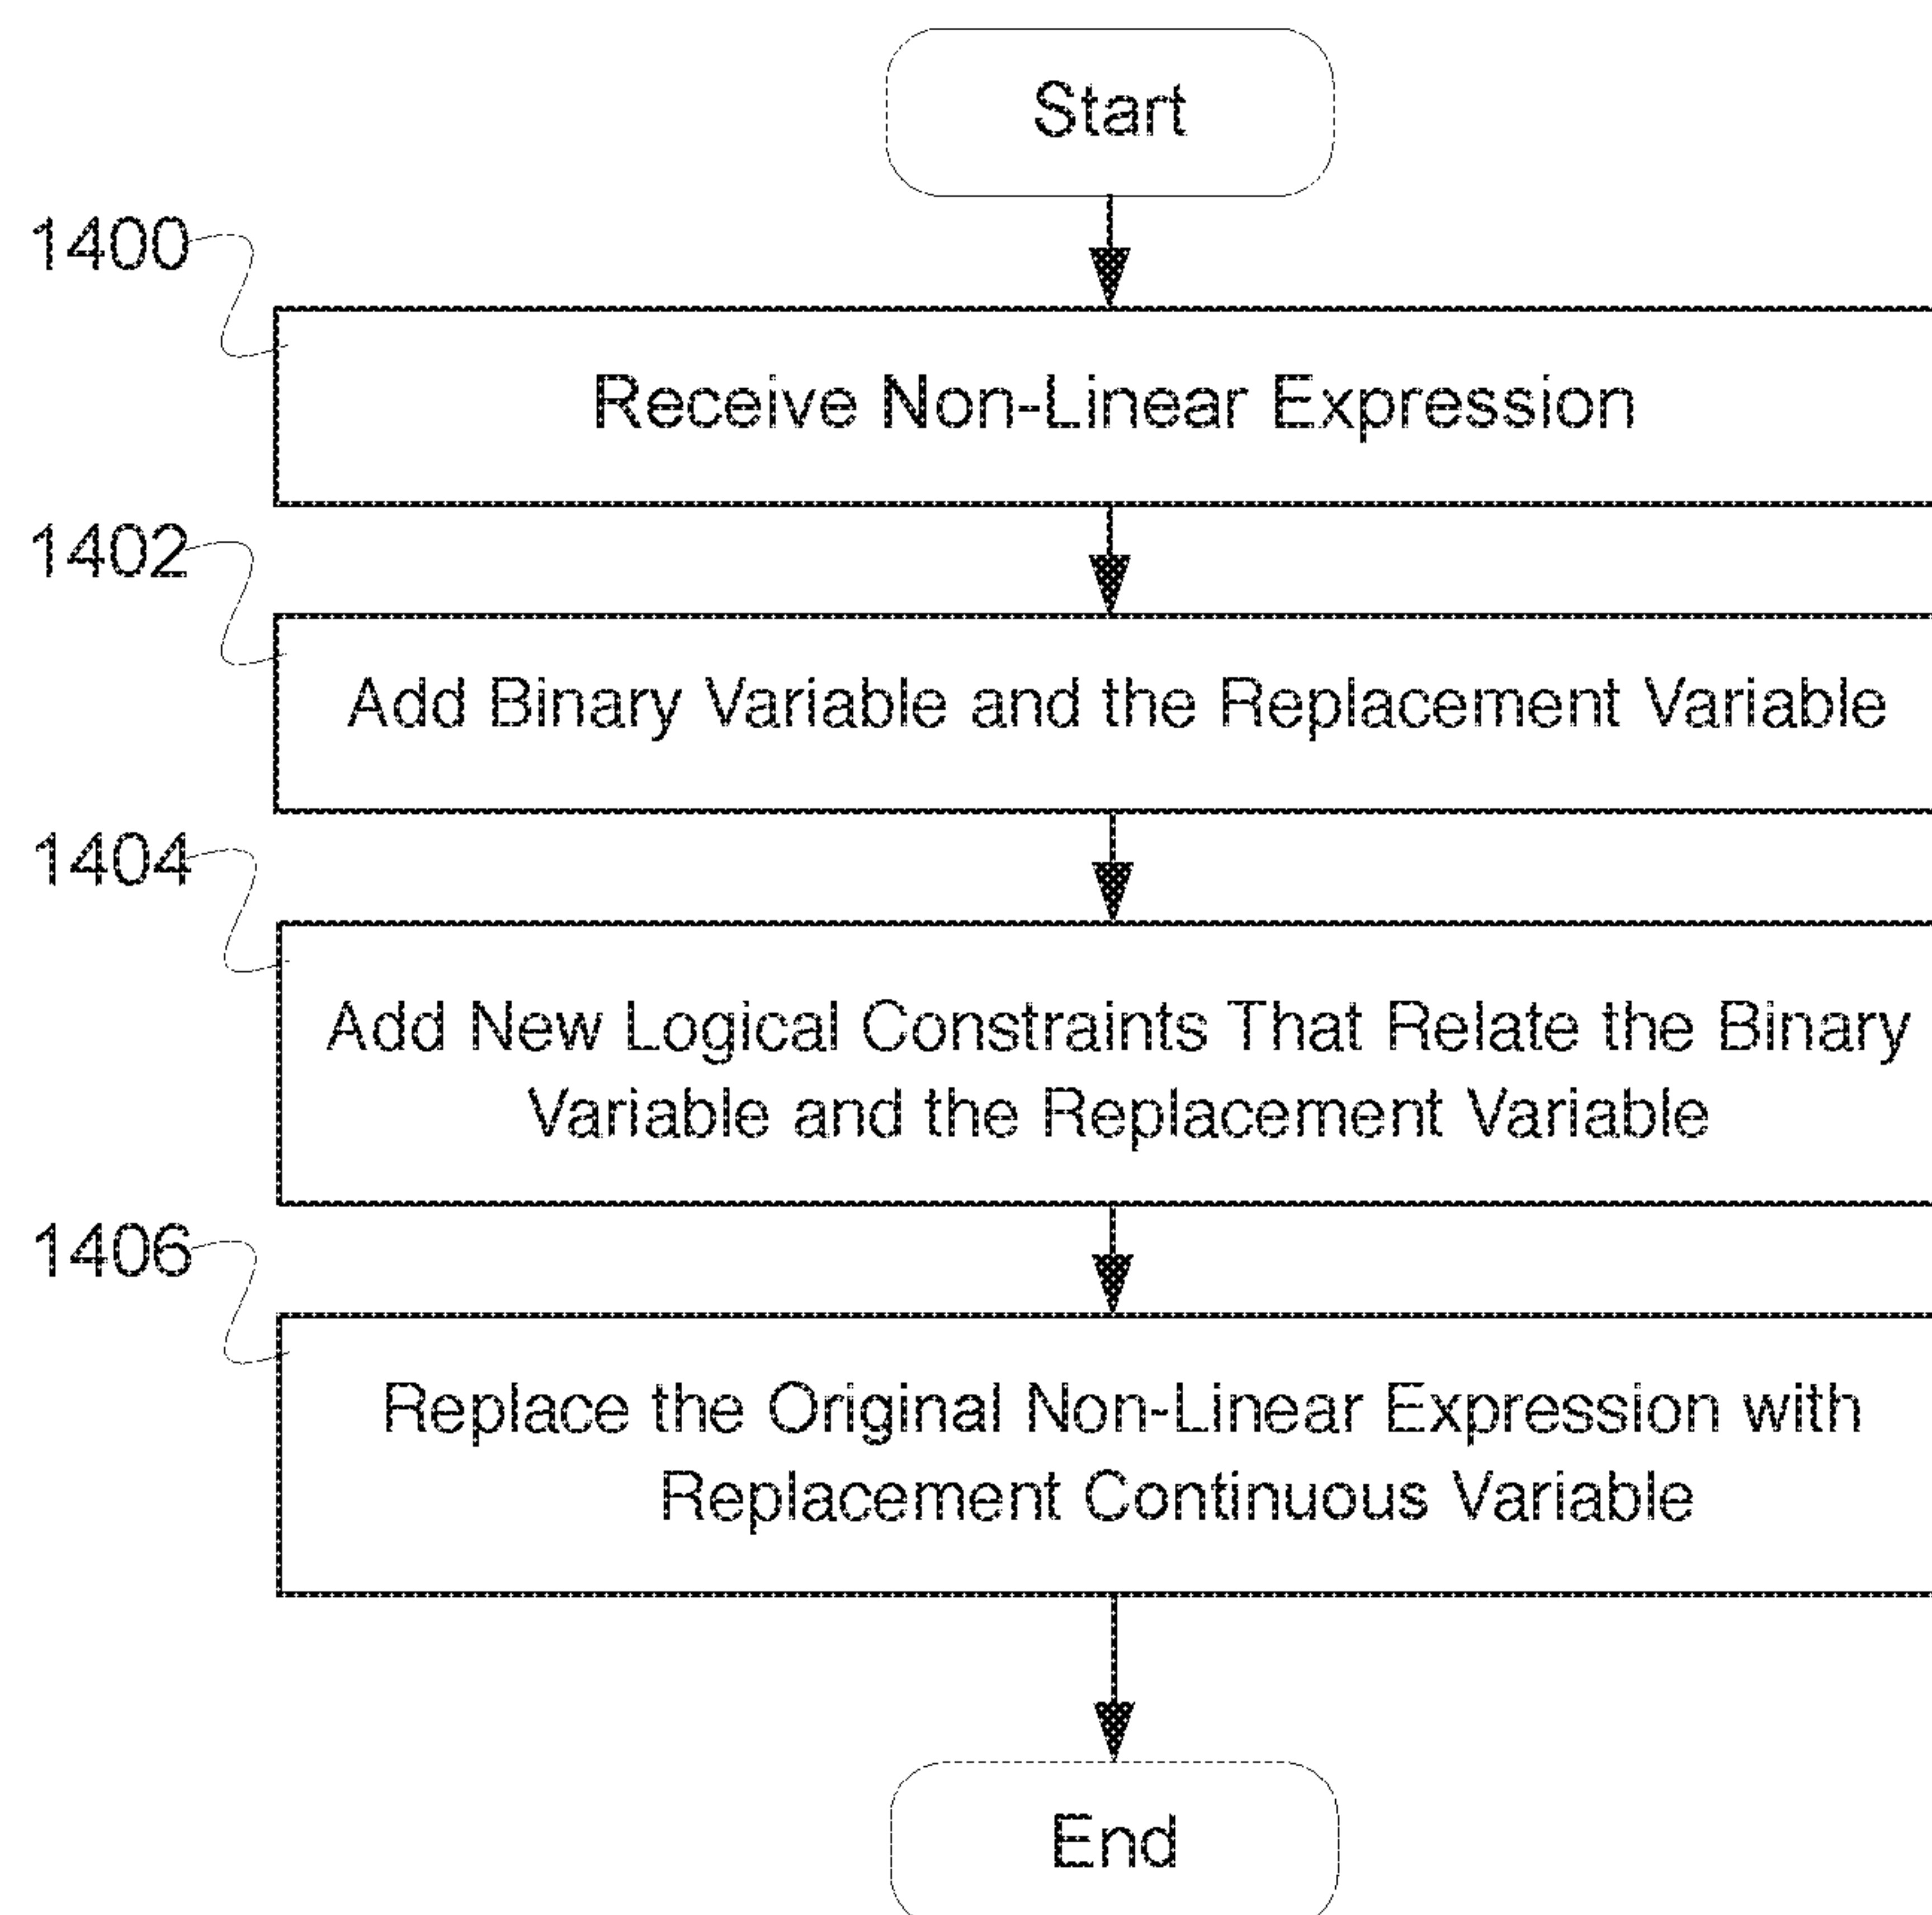 Start
1400
Receive Non-Linear Expression
1402
Add Binary Variable and the Replacement Variable
1404
Add New Logical Constraints That Relate the Binary
Variable and the Replacement Variable
1406
Replace the Original Non-Linear Expression with
Replacement Continuous Variable
End